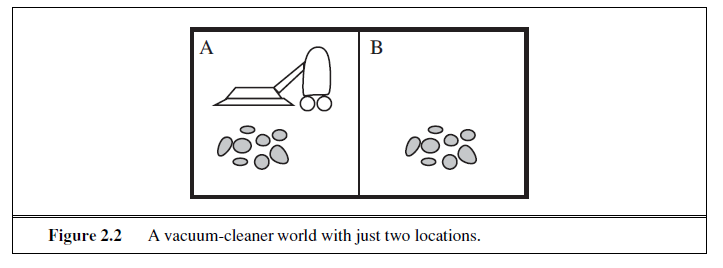 A
B
Figure 2.2 A vacuum-cleaner world with just two locations.